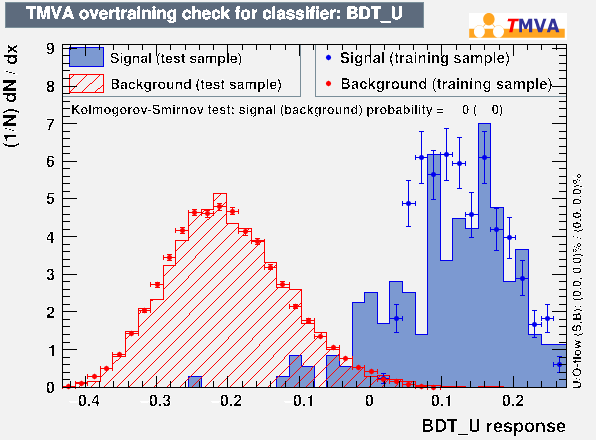 TMVA overtraining check for classifier: BDT_U
TMVA
(1/N) dN / dx
9
8
7
6
5
4
3
2
1
0
Signal (test sample)
Background (test sample)
Signal (training sample)
Background (training sample)
Kolmogorov-Smirnov test: signal (background) probability = 0 ( 0)
−0.4 −0.3 −0.2 −0.1 0 0.1 0.2
BDT_U response
U/O-flow (S,B): (0.0, 0.0)% / (0.0, 0.0)%